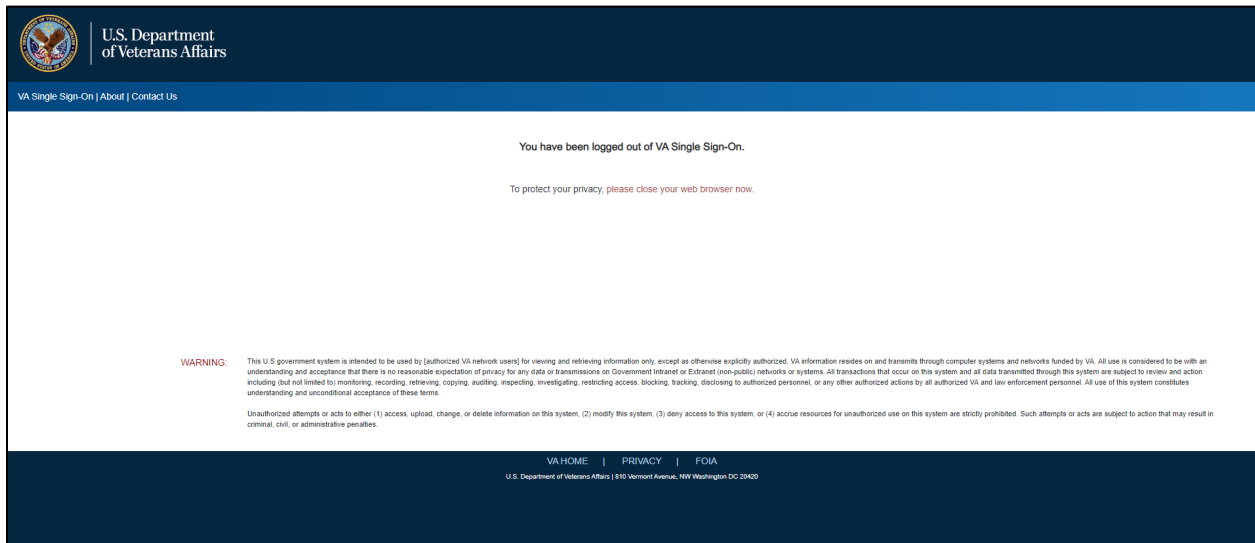 U.S. Department
of Veterans Affairs
VA Single Sign-On | About | Contact Us
You have been logged out of VA Single Sign-On.
To protect your privacy, please close your web browser now.
WARNING:
This U.S government system is intended to be used by [authorized VA network users] for viewing and retrieving information only, except as otherwise explicitly authorized. VA information resides on and transmits through computer systems and networks funded by VA. All use is considered to be with an
understanding and acceptance that there is no reasonable expectation of privacy for any data or transmissions on Government Intranet or Extranet (non-public) networks or systems. All transactions that occur on this system and all data transmitted through this system are subject to review and action
including (but not limited to) monitoring, recording, retrieving, copying, auditing, inspecting, investigating, restricting access, blocking, tracking, disclosing to authorized personnel, or any other authorized actions by all authorized VA and law enforcement personnel. All use of this system constitutes
understanding and unconditional acceptance of these terms.
Unauthorized attempts or acts to either (1) access, upload, change, or delete information on this system, (2) modify this system, (3) deny access to this system, or (4) accrue resources for unauthorized use on this system are strictly prohibited. Such attempts or acts are subject to action that may result in
criminal, civil, or administrative penalties.
VA HOME | PRIVACY | FOIA
U.S. Department of Veterans Affairs | 810 Vermont Avenue, NW Washington DC 20420